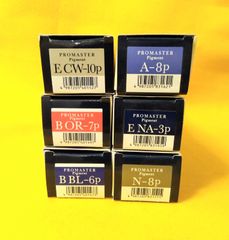 PROMASTER
Pigment
E CW-10p
PROMASTER
Pigment
A-8p
PROMASTER
Pigment
B OR-7p
PROMASTER
Pigment
E NA-3p
PROMASTER
Pigment
B BL-6p
PROMASTER
Pigment
N-8p